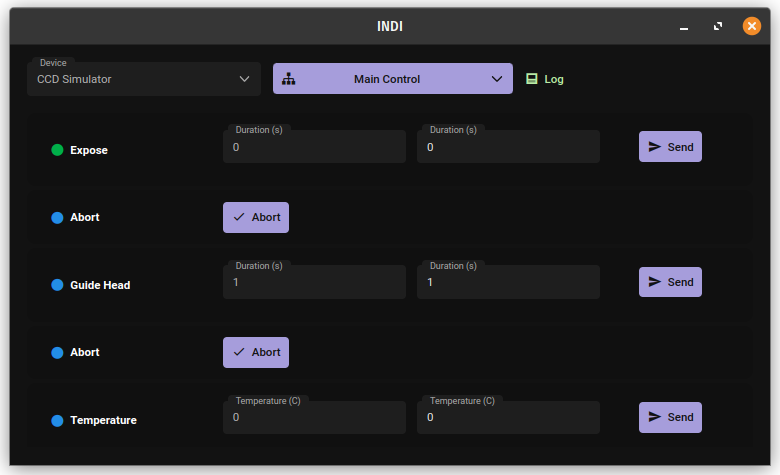 INDI
Device
CCD Simulator
Main Control
Log
Duration (s)
Duration (s)
Expose
0
0
Send
Abort
Abort
Duration (s)
Duration (s)
Guide Head
1
1
Send
Abort
Abort
Temperature (C)
Temperature (C)
Temperature
0
0
Send